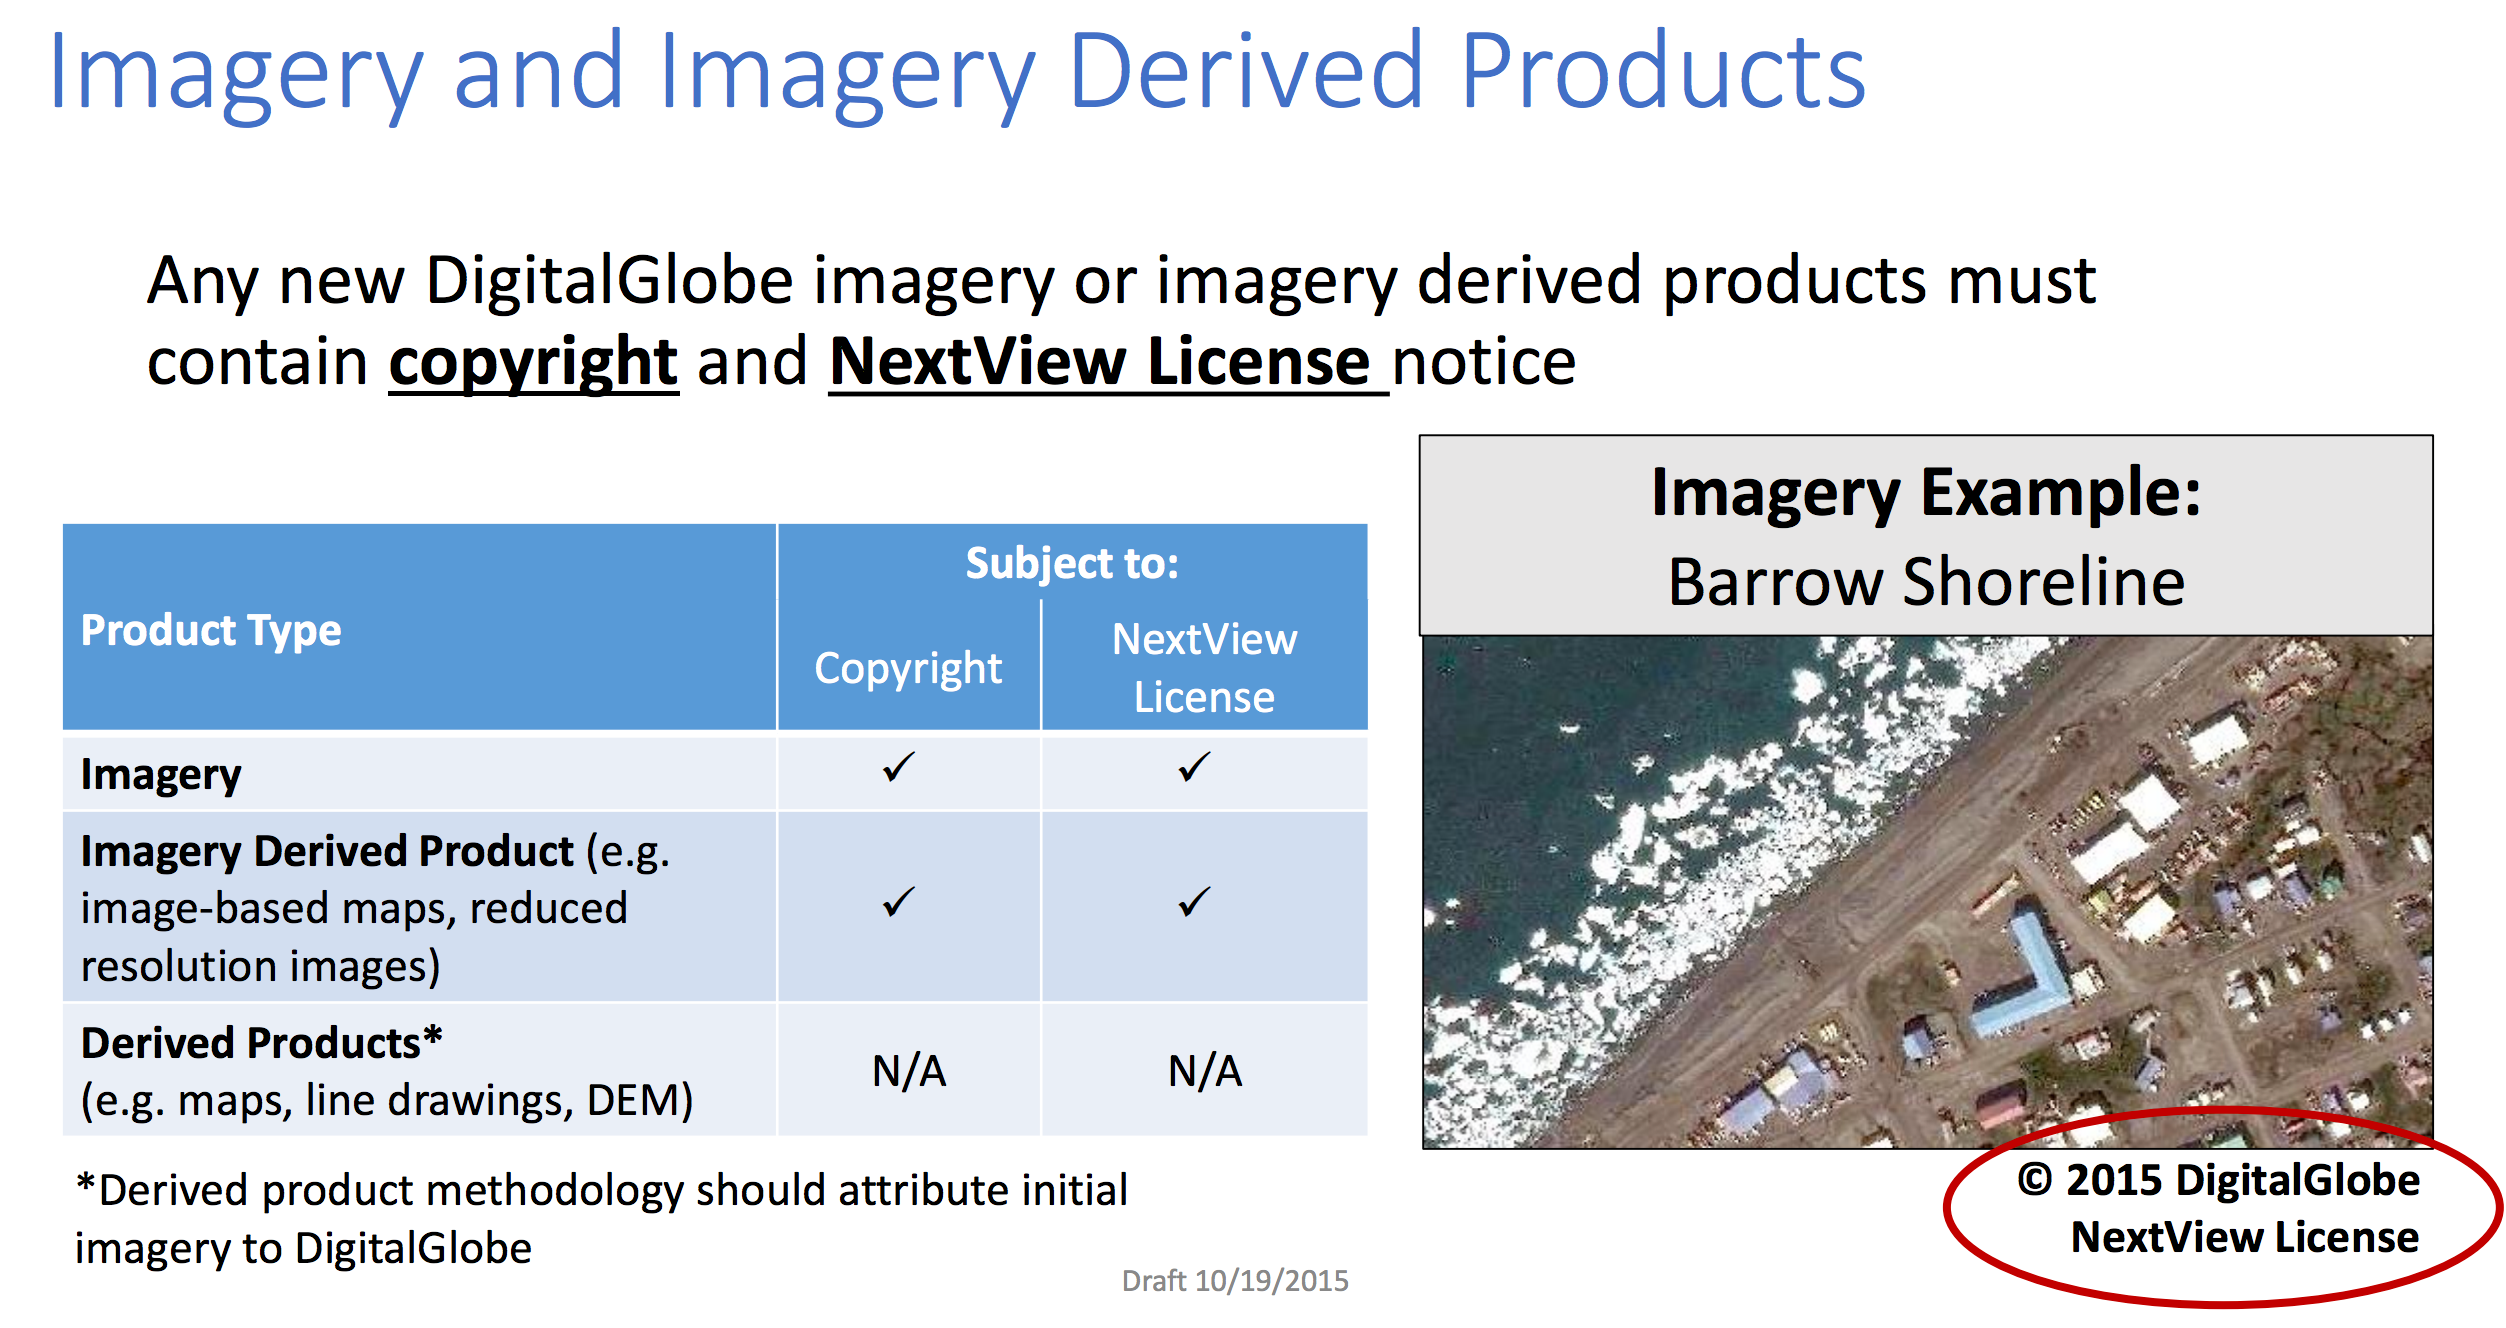 Imagery and Imagery Derived Products
Any new DigitalGlobe imagery or imagery derived products must
contain copyright and NextView License notice
Product Type
Subject to:
Copyright
NextView
License
Imagery
✓
✓
Imagery Derived Product (e.g.
image-based maps, reduced
resolution images)
✓
✓
Derived Products*
(e.g. maps, line drawings, DEM)
N/A
N/A
*Derived product methodology should attribute initial
imagery to DigitalGlobe
Imagery Example:
Barrow Shoreline
© 2015 DigitalGlobe
NextView License
Draft 10/19/2015